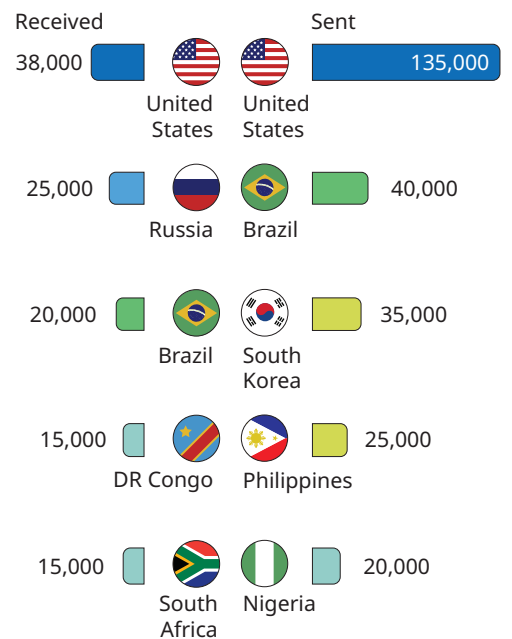 Received
Sent
38,000
135,000
United
States
United
States
25,000
40,000
Russia
Brazil
20,000
35,000
Brazil
South
Korea
15,000
25,000
DR Congo
Philippines
15,000
20,000
South
Africa
Nigeria